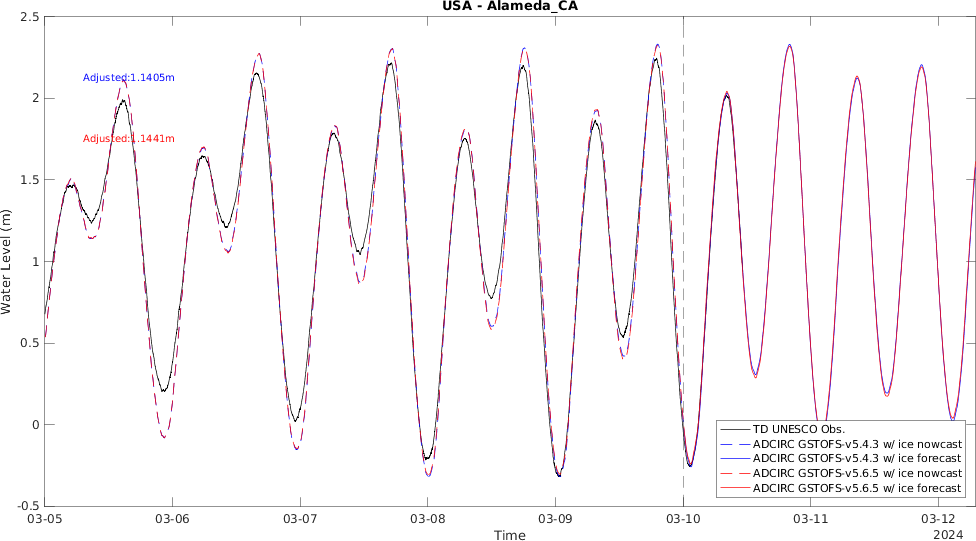 USA - Alameda_CA
2.5
2
1.5
1
0.5
0
-0.5
Water Level (m)
Adjusted:1.1405m
Adjusted:1.1441m
TD UNESCO Obs.
ADCIRC GSTOFS-v5.4.3 w/ ice nowcast
ADCIRC GSTOFS-v5.4.3 w/ ice forecast
ADCIRC GSTOFS-v5.6.5 w/ ice nowcast
ADCIRC GSTOFS-v5.6.5 w/ ice forecast
03-05 03-06 03-07 03-08 03-09 03-10 03-11 03-12
Time
2024